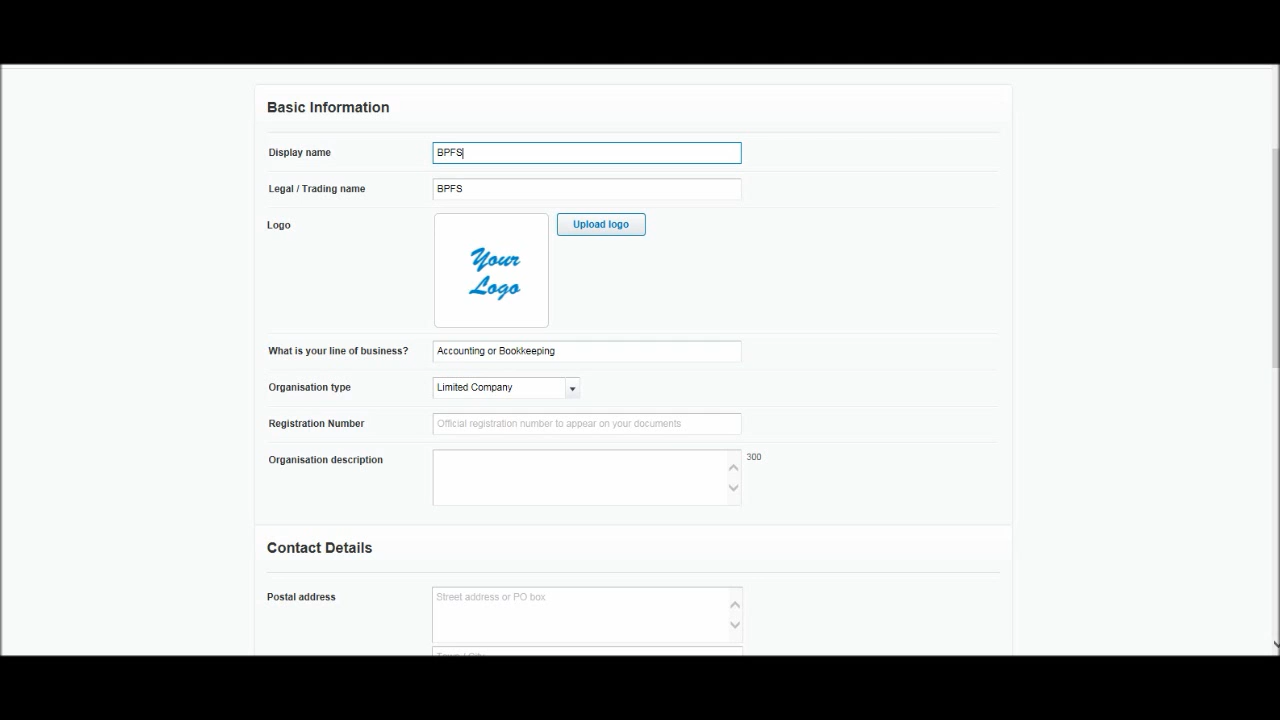 Basic Information
Display name
BPFS
Legal / Trading name
BPFS
Logo
Your
Logo
Upload logo
What is your line of business?
Accounting or Bookkeeping
Organisation type
Limited Company
Registration Number
Official registration number to appear on your documents
Organisation description
300
Contact Details
Postal address
Street address or PO box
Town / City